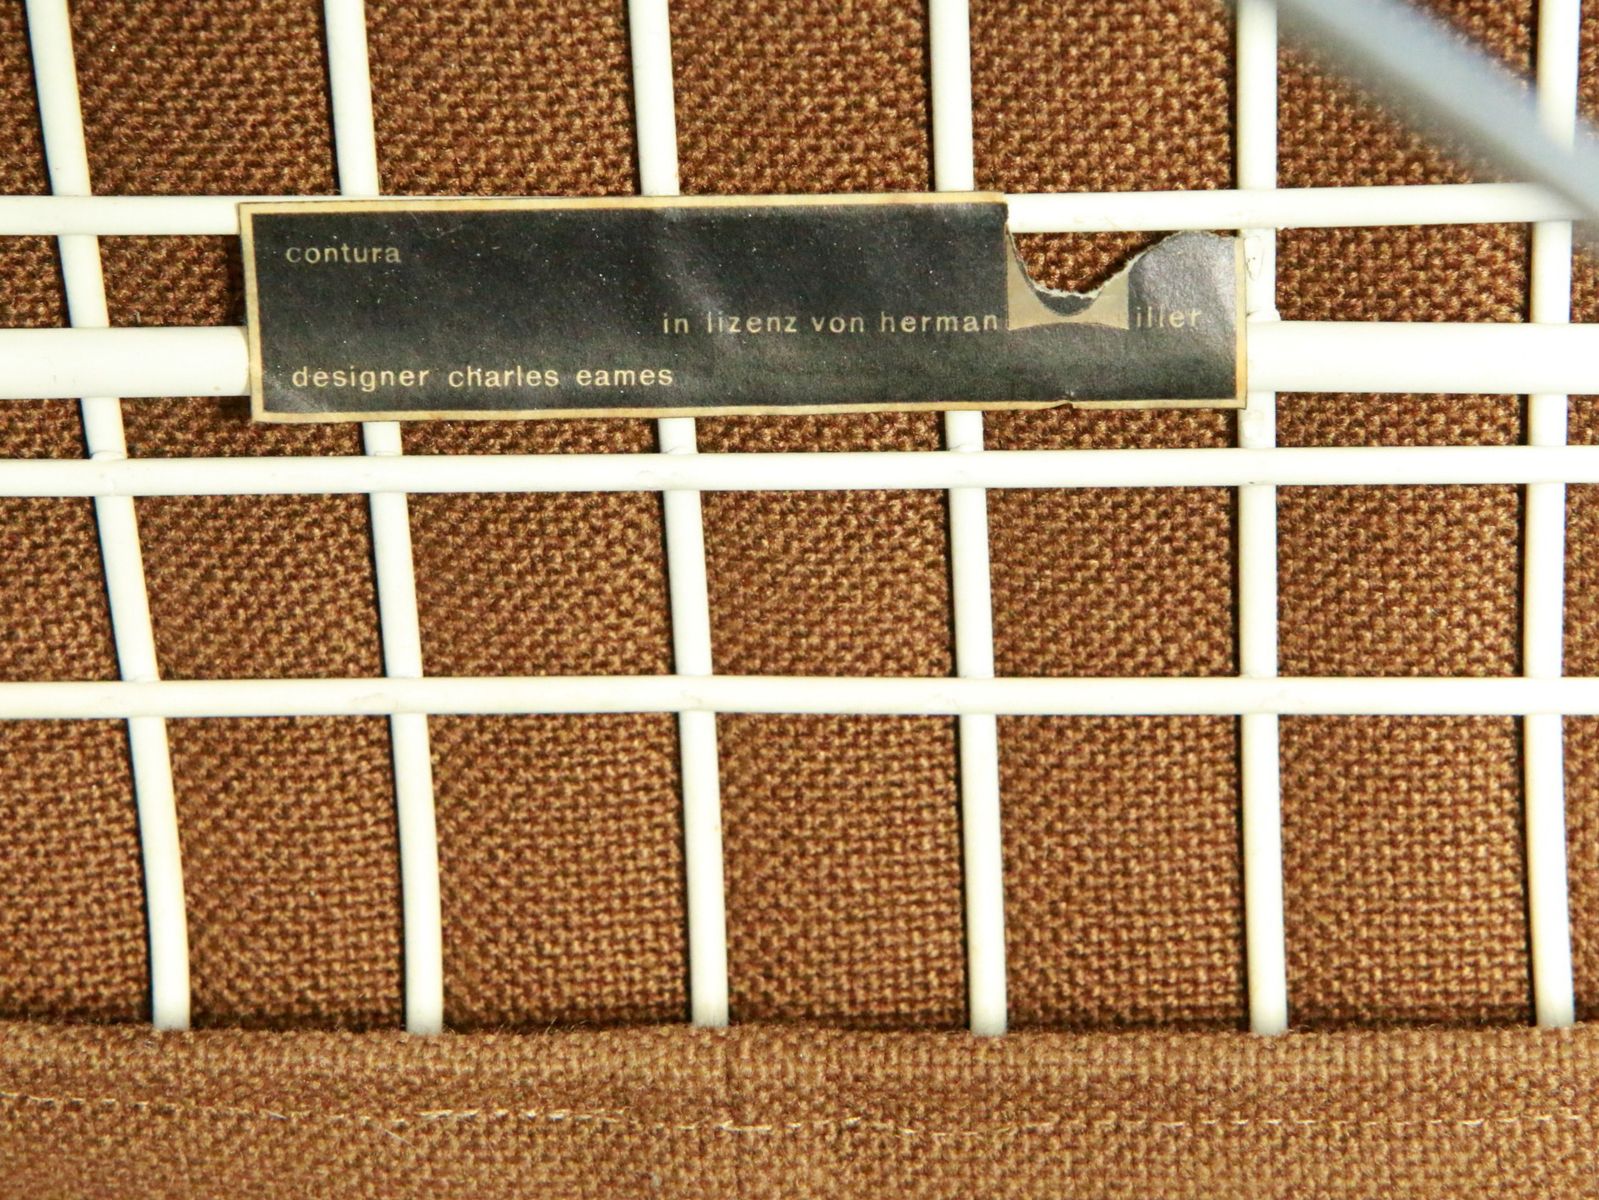 contura
in lizenz von herman iller
designer charles eames